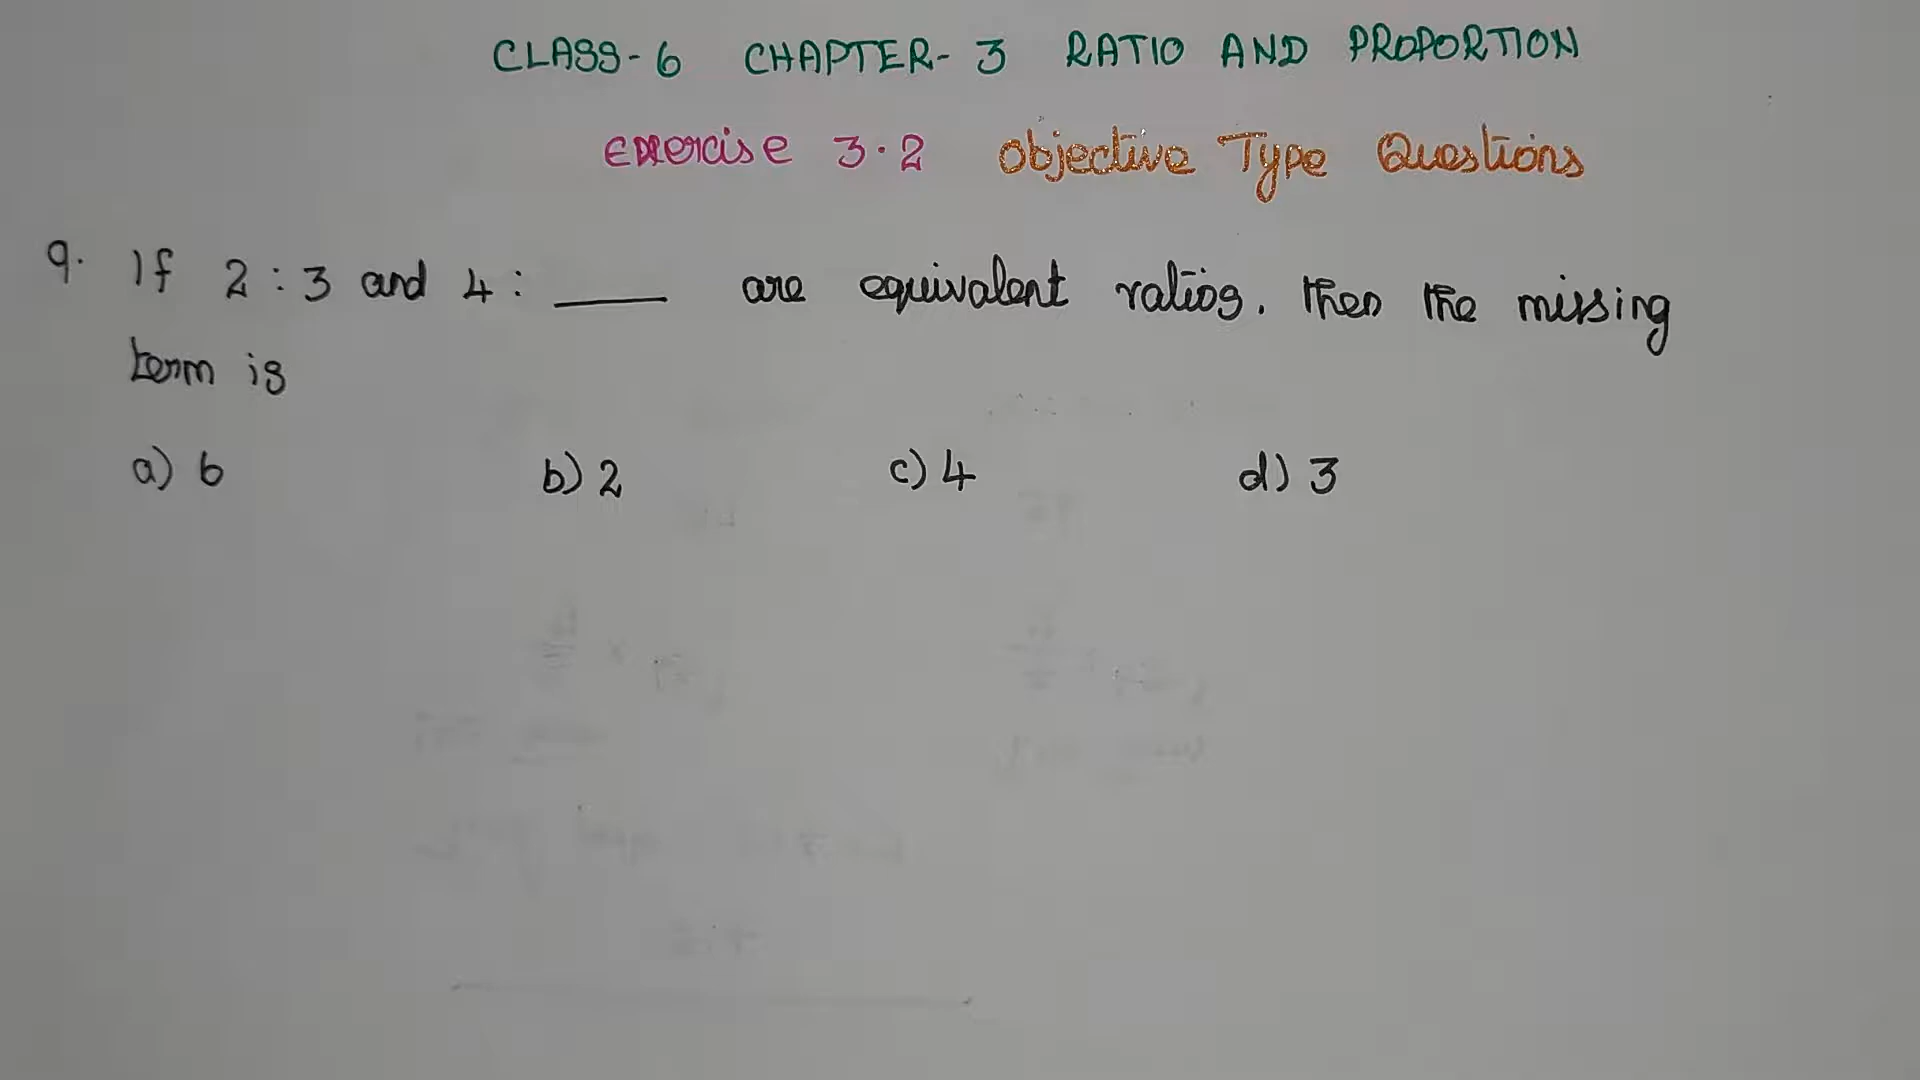 CLASS-6 CHAPTER-3 RATIO AND PROPORTION
Exercise 3.2 Objective Type Questions
9. If 2:3 and 4: ____ are equivalent ratios. then the missing
term is
a) 6 b) 2 c) 4 d) 3